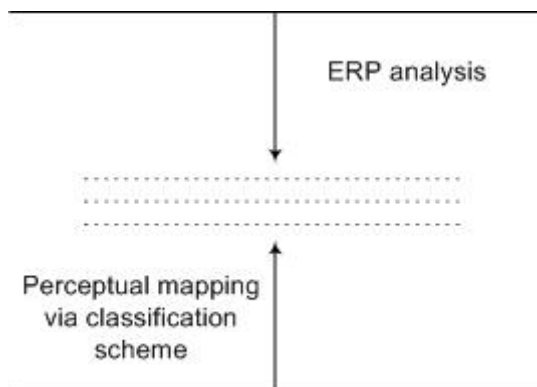 ERP analysis
Perceptual mapping
via classification
scheme